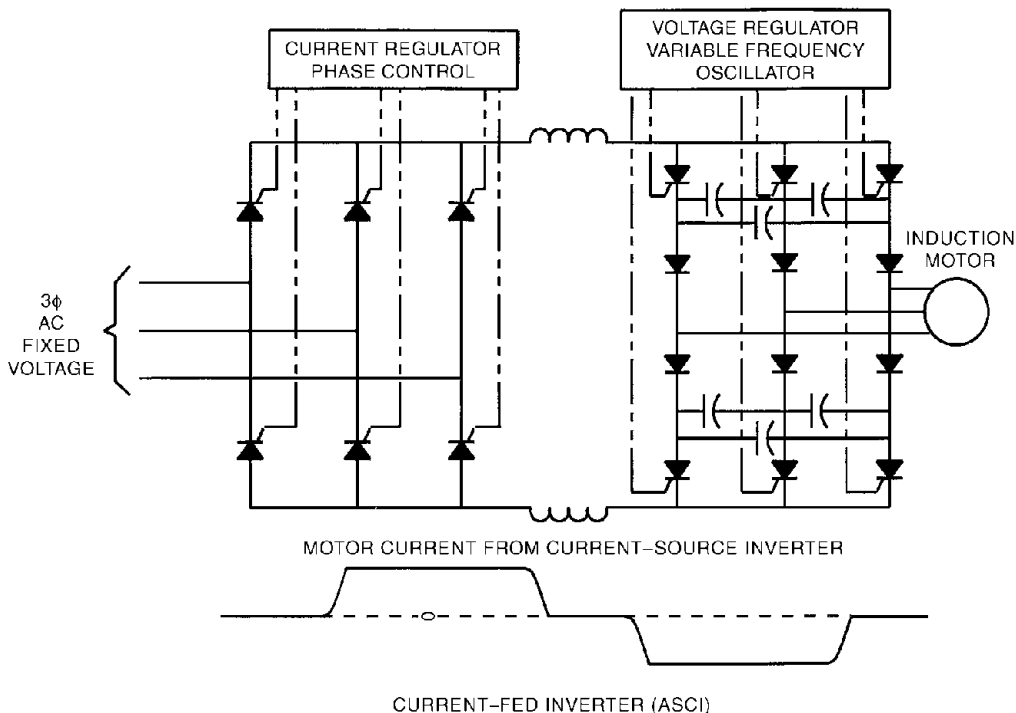 CURRENT REGULATOR
PHASE CONTROL
VOLTAGE REGULATOR
VARIABLE FREQUENCY
OSCILLATOR
INDUCTION
MOTOR
3ϕ
AC
FIXED
VOLTAGE
MOTOR CURRENT FROM CURRENT–SOURCE INVERTER
CURRENT–FED INVERTER (ASCI)